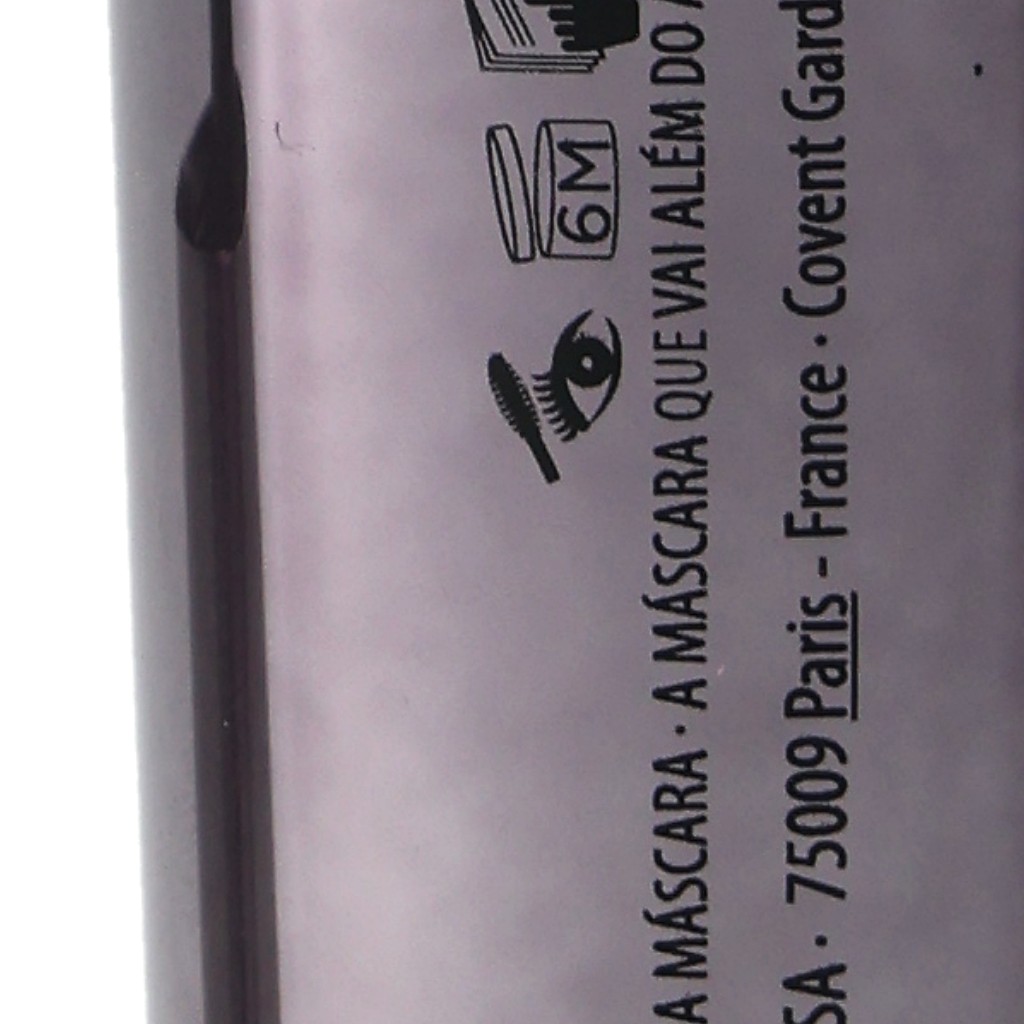 6M
A MÁSCARA · A MÁSCARA QUE VAI ALÉM DO
SA · 75009 Paris - France · Covent Gard